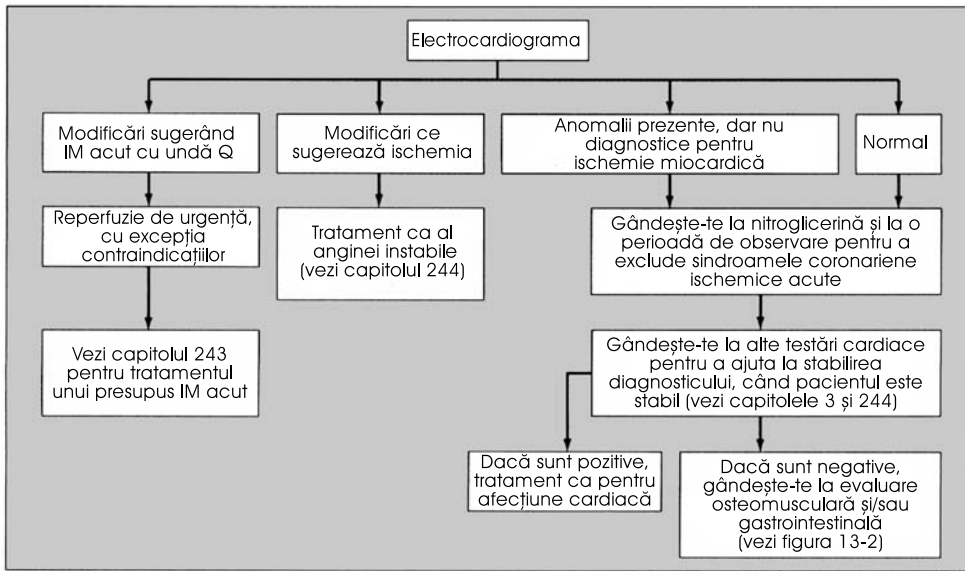 Electrocardiograma
Modificări sugerând
IM acut cu undă Q
Modificări ce
sugerează ischemia
Anomalii prezente, dar nu
diagnostice pentru
ischemie miocardică
Normal
Reperfuzie de urgență,
cu excepția
contraindicațiilor
Tratament ca al
anginei instabile
(vezi capitolul 244)
Gândește-te la nitroglicerină și la o
perioadă de observare pentru a
exclude sindroamele coronariene
ischemice acute
Vezi capitolul 243
pentru tratamentul
unui presupus IM acut
Gândește-te la alte testări cardiace
pentru a ajuta la stabilirea
diagnosticului, când pacientul este
stabil (vezi capitolele 3 și 244)
Dacă sunt pozitive,
tratament ca pentru
afecțiune cardiacă
Dacă sunt negative,
gândește-te la evaluare
osteomusculară și/sau
gastrointestinală
(vezi figura 13-2)